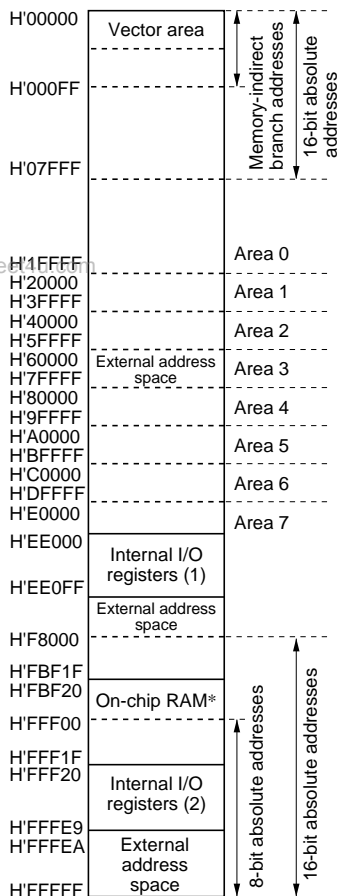 H'00000
Vector area
H'000FF
Memory-indirect
branch addresses
16-bit absolute
addresses
H'07FFF
Area 0
H'1FFFF
H'20000
Area 1
H'3FFFF
H'40000
Area 2
H'5FFFF
H'60000
External address
space
Area 3
H'7FFFF
H'80000
Area 4
H'9FFFF
H'A0000
Area 5
H'BFFFF
H'C0000
Area 6
H'DFFFF
H'E0000
Area 7
H'EE000
Internal I/O
registers (1)
H'EE0FF
External address
space
H'F8000
H'FBF1F
H'FBF20
On-chip RAM*
H'FFF00
H'FFF1F
H'FFF20
Internal I/O
registers (2)
H'FFFE9
H'FFFEA
External
address
space
H'FFFFF
8-bit absolute addresses
16-bit absolute addresses